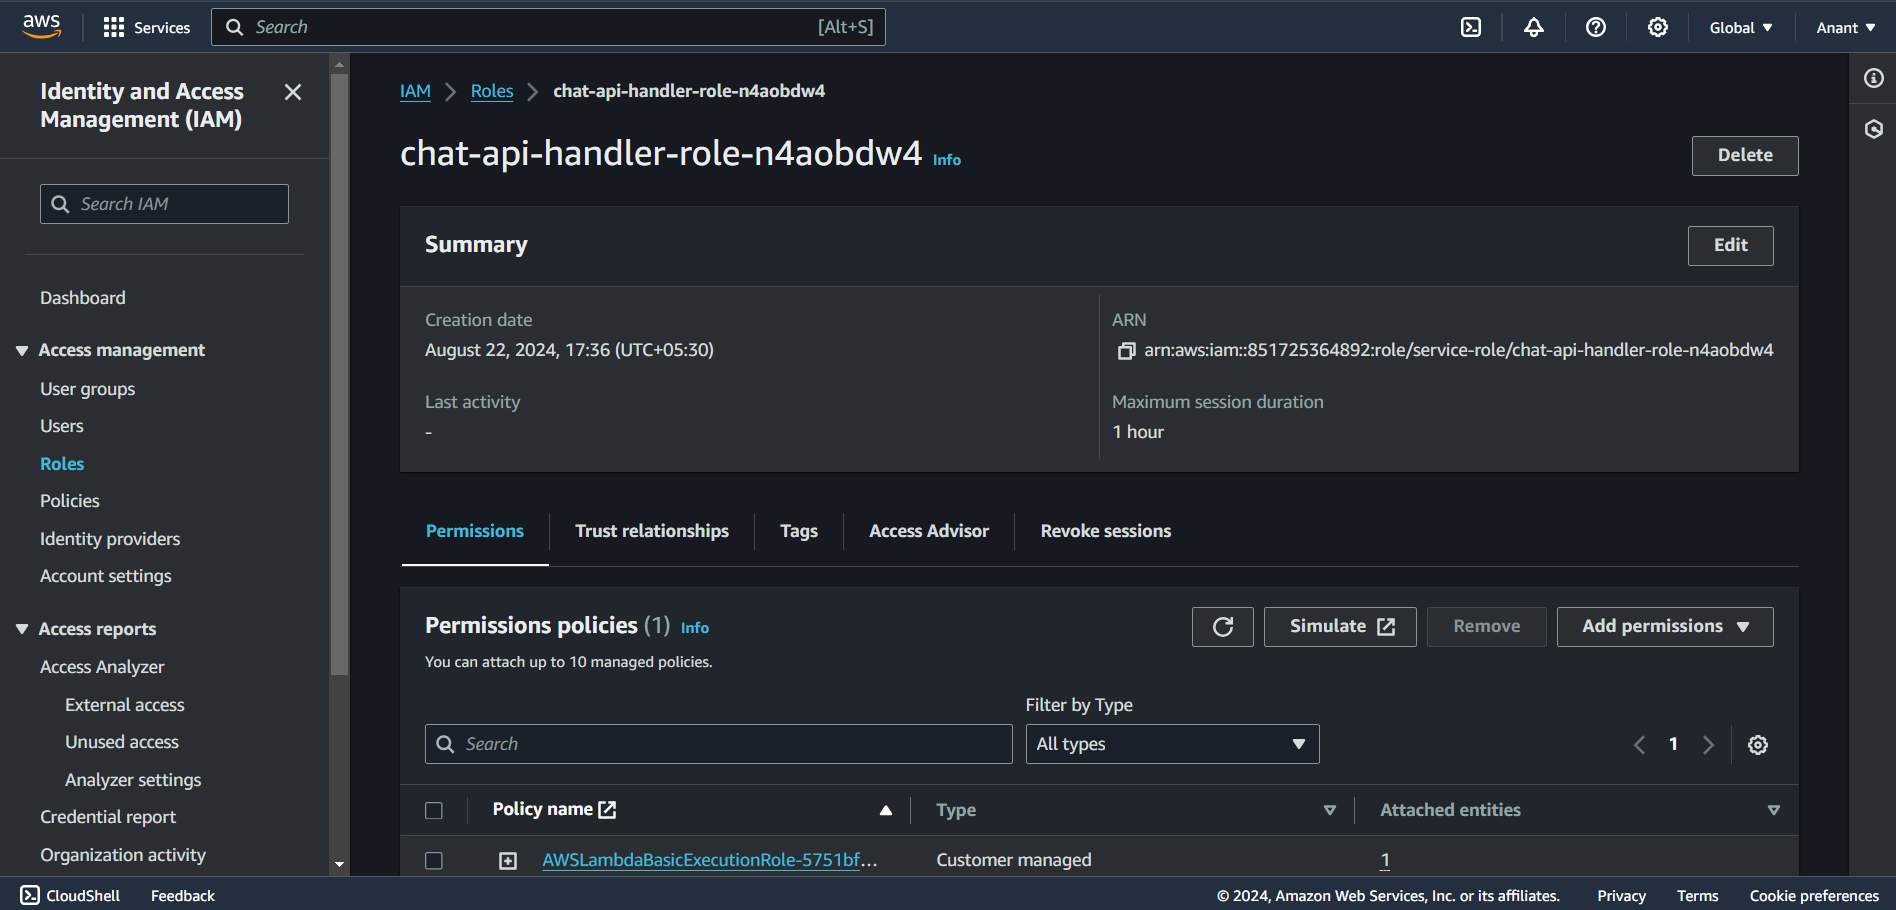 aws Services Search [Alt+S] Global Anant
Identity and Access
Management (IAM)
Search IAM
Dashboard
Access management
User groups
Users
Roles
Policies
Identity providers
Account settings
Access reports
Access Analyzer
External access
Unused access
Analyzer settings
Credential report
Organization activity
IAM Roles chat-api-handler-role-n4aobdw4
chat-api-handler-role-n4aobdw4 Info
Delete
Summary
Edit
Creation date
August 22, 2024, 17:36 (UTC+05:30)
Last activity
-
ARN
arn:aws:iam::851725364892:role/service-role/chat-api-handler-role-n4aobdw4
Maximum session duration
1 hour
Permissions Trust relationships Tags Access Advisor Revoke sessions
Permissions policies (1) Info
You can attach up to 10 managed policies.
Simulate Remove Add permissions
Filter by Type
Search All types 1
Policy name Type Attached entities
AWSLambdaBasicExecutionRole-5751bf... Customer managed 1
CloudShell Feedback © 2024, Amazon Web Services, Inc. or its affiliates. Privacy Terms Cookie preferences